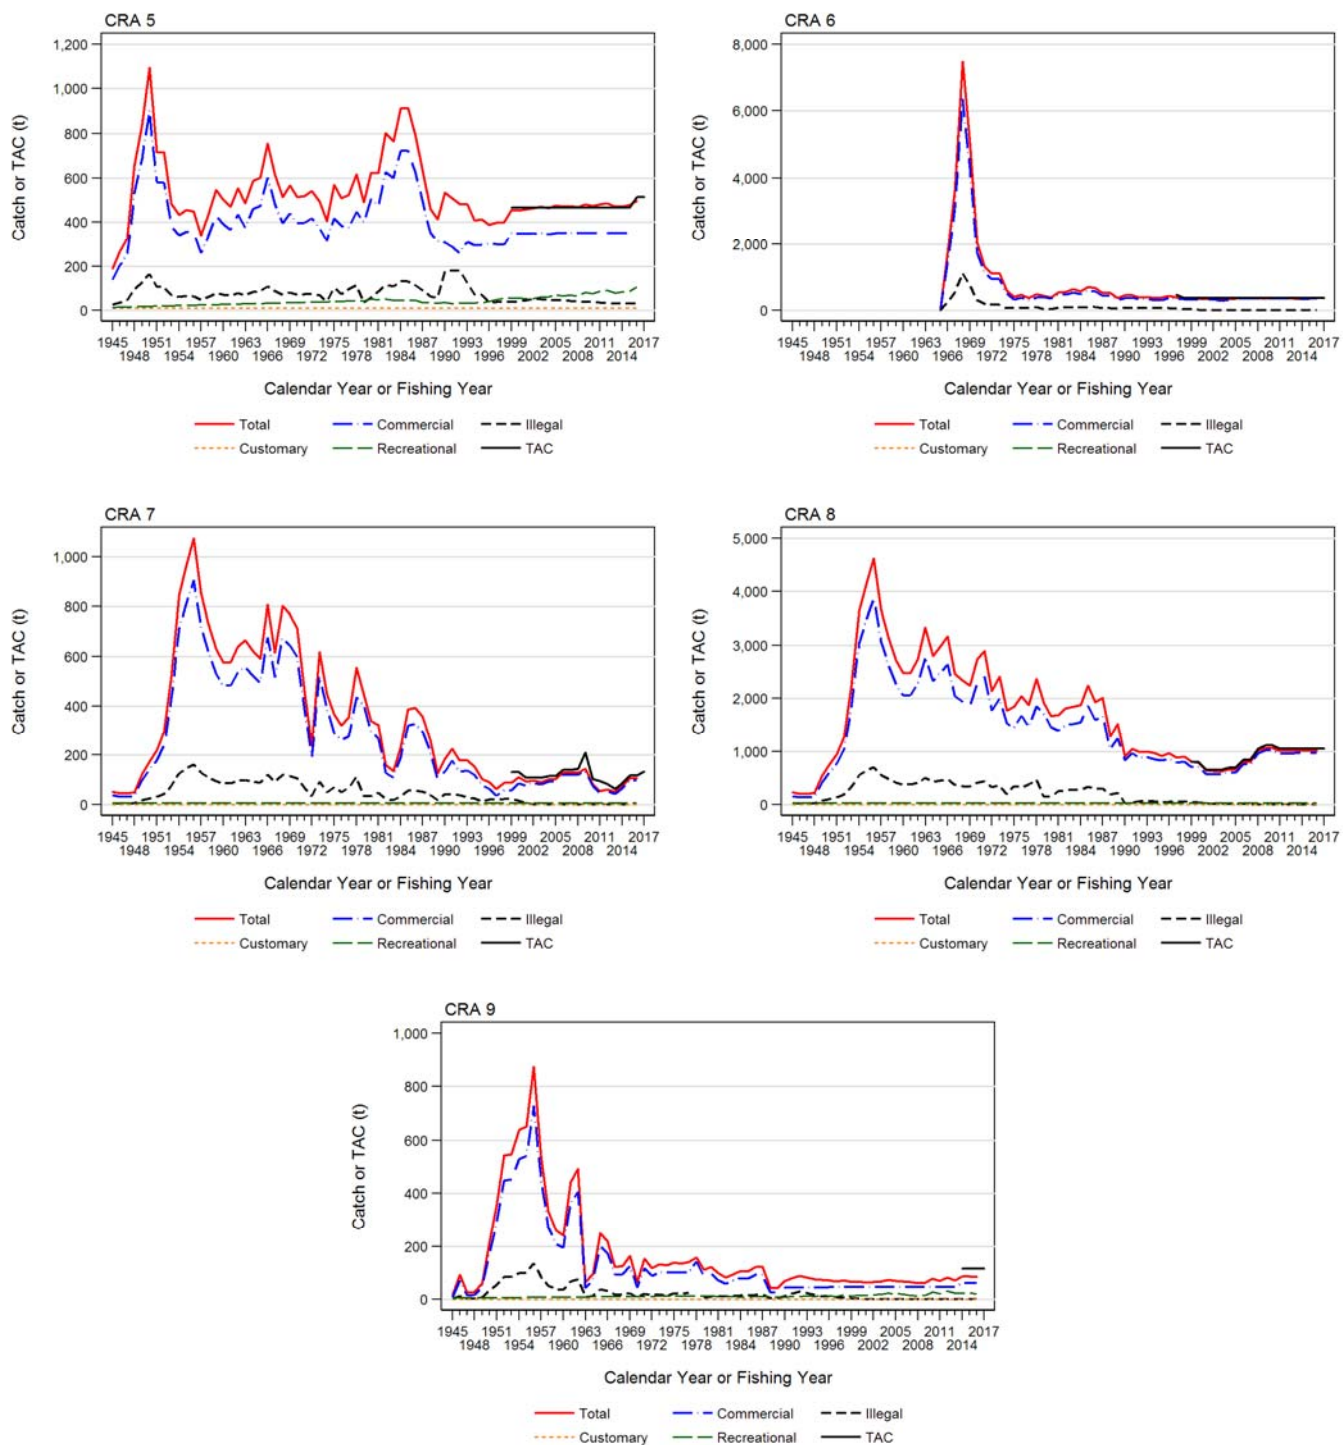 CRA 5
1,200
1,000
800
600
400
200
0
Catch or TAC (t)
1945 1951 1957 1963 1969 1975 1981 1987 1993 1999 2005 2011 2017
1948 1954 1960 1966 1972 1978 1984 1990 1996 2002 2008 2014
Calendar Year or Fishing Year
Total Commercial Illegal
Customary Recreational TAC
CRA 6
8,000
6,000
4,000
2,000
0
Catch or TAC (t)
1945 1951 1957 1963 1969 1975 1981 1987 1993 1999 2005 2011 2017
1948 1954 1960 1966 1972 1978 1984 1990 1996 2002 2008 2014
Calendar Year or Fishing Year
Total Commercial Illegal
Customary Recreational TAC
CRA 7
1,000
800
600
400
200
0
Catch or TAC (t)
1945 1951 1957 1963 1969 1975 1981 1987 1993 1999 2005 2011 2017
1948 1954 1960 1966 1972 1978 1984 1990 1996 2002 2008 2014
Calendar Year or Fishing Year
Total Commercial Illegal
Customary Recreational TAC
CRA 8
5,000
4,000
3,000
2,000
1,000
0
Catch or TAC (t)
1945 1951 1957 1963 1969 1975 1981 1987 1993 1999 2005 2011 2017
1948 1954 1960 1966 1972 1978 1984 1990 1996 2002 2008 2014
Calendar Year or Fishing Year
Total Commercial Illegal
Customary Recreational TAC
CRA 9
1,000
800
600
400
200
0
Catch or TAC (t)
1945 1951 1957 1963 1969 1975 1981 1987 1993 1999 2005 2011 2017
1948 1954 1960 1966 1972 1978 1984 1990 1996 2002 2008 2014
Calendar Year or Fishing Year
Total Commercial Illegal
Customary Recreational TAC